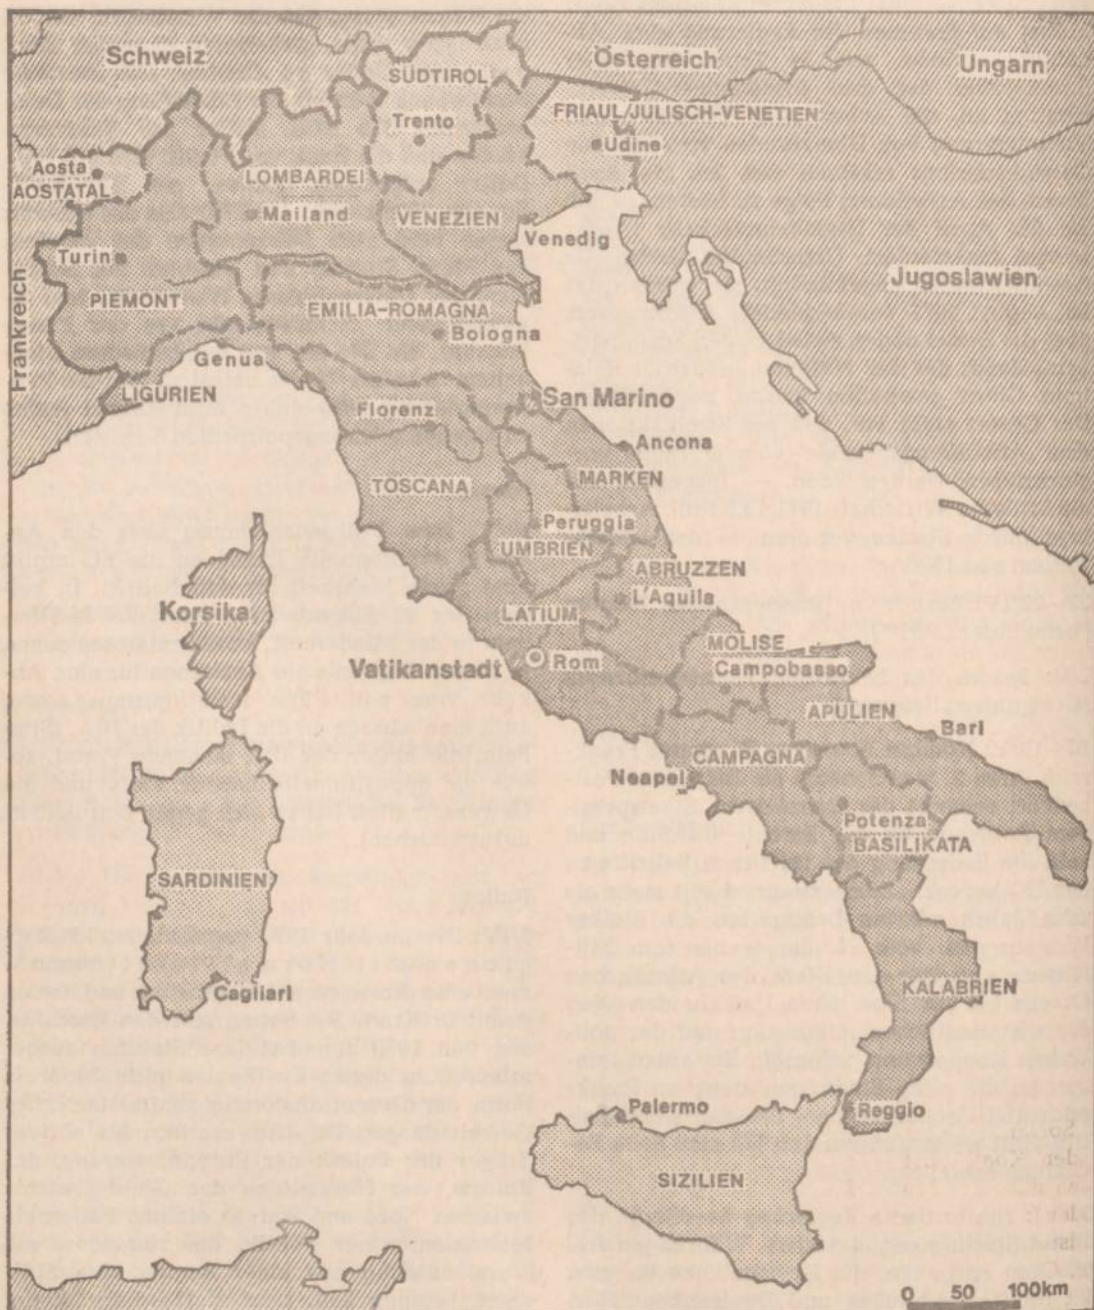 Schweiz
Österreich
Ungarn
SÜDTIROL
FRIAUL/JULISCH-VENETIEN
Trento
Udine
Aosta
AOSTATAL
LOMBARDEI
Mailand
VENEZIEN
Venedig
Turin
Jugoslawien
Frankreich
PIEMONT
EMILIA-ROMAGNA
Bologna
Genua
LIGURIEN
San Marino
Florenz
Ancona
TOSCANA
MARKEN
Peruggia
UMBRIEN
ABRUZZEN
L'Aquila
Korsika
LATIUM
MOLISE
Vatikanstadt
Rom
Campobasso
APULIEN
Bari
CAMPAGNA
Neapel
Potenza
BASILIKATA
SARDINIEN
Cagliari
KALABRIEN
Palermo
Reggio
SIZILIEN
0 50 100km